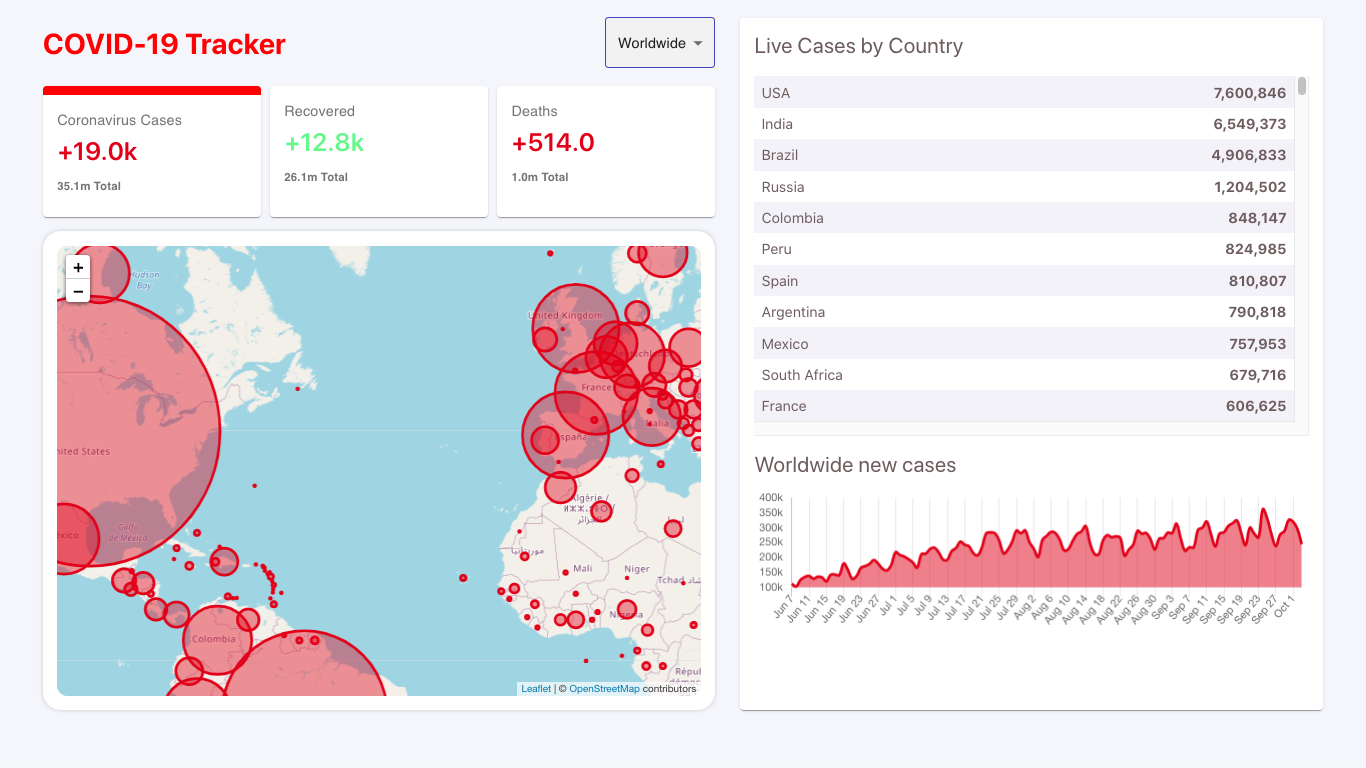 COVID-19 Tracker
Worldwide
Coronavirus Cases
+19.0k
35.1m Total
Recovered
+12.8k
26.1m Total
Deaths
+514.0
1.0m Total
+
−
Hudson
Bay
United Kingdom
Deutschland
France
Italia
España
nited States
Golfo
de México
éxico
Algérie /
موريتانيا
Mali
Niger
Tchad
Nigeria
Colombia
Répu
Leaflet | © OpenStreetMap contributors
Live Cases by Country
USA 7,600,846
India 6,549,373
Brazil 4,906,833
Russia 1,204,502
Colombia 848,147
Peru 824,985
Spain 810,807
Argentina 790,818
Mexico 757,953
South Africa 679,716
France 606,625
Worldwide new cases
400k
350k
300k
250k
200k
150k
100k
Jun 7 Jun 11 Jun 15 Jun 19 Jun 23 Jun 27 Jul 1 Jul 5 Jul 9 Jul 13 Jul 17 Jul 21 Jul 25 Jul 29 Aug 2 Aug 6 Aug 10 Aug 14 Aug 18 Aug 22 Aug 26 Aug 30 Sep 3 Sep 7 Sep 11 Sep 15 Sep 19 Sep 23 Sep 27 Oct 1